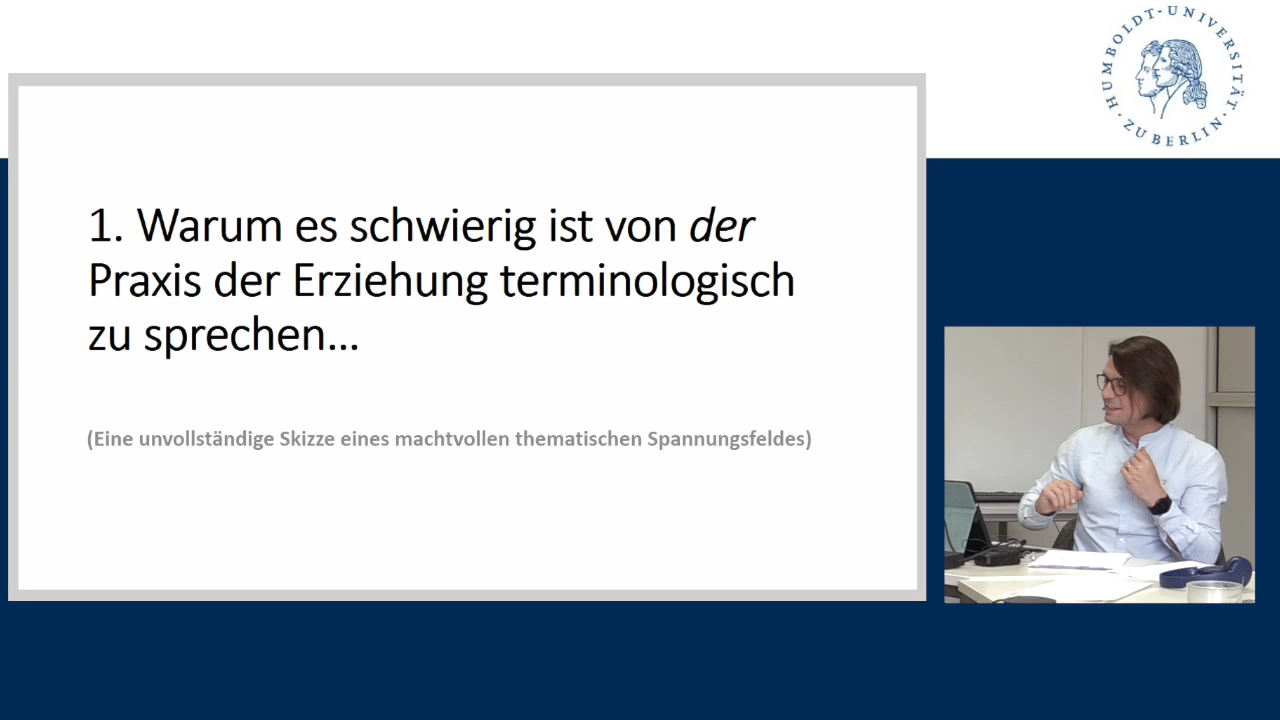 HUMBOLDT-UNIVERSITÄT · ZU BERLIN ·
1. Warum es schwierig ist von der
Praxis der Erziehung terminologisch
zu sprechen...
(Eine unvollständige Skizze eines machtvollen thematischen Spannungsfeldes)